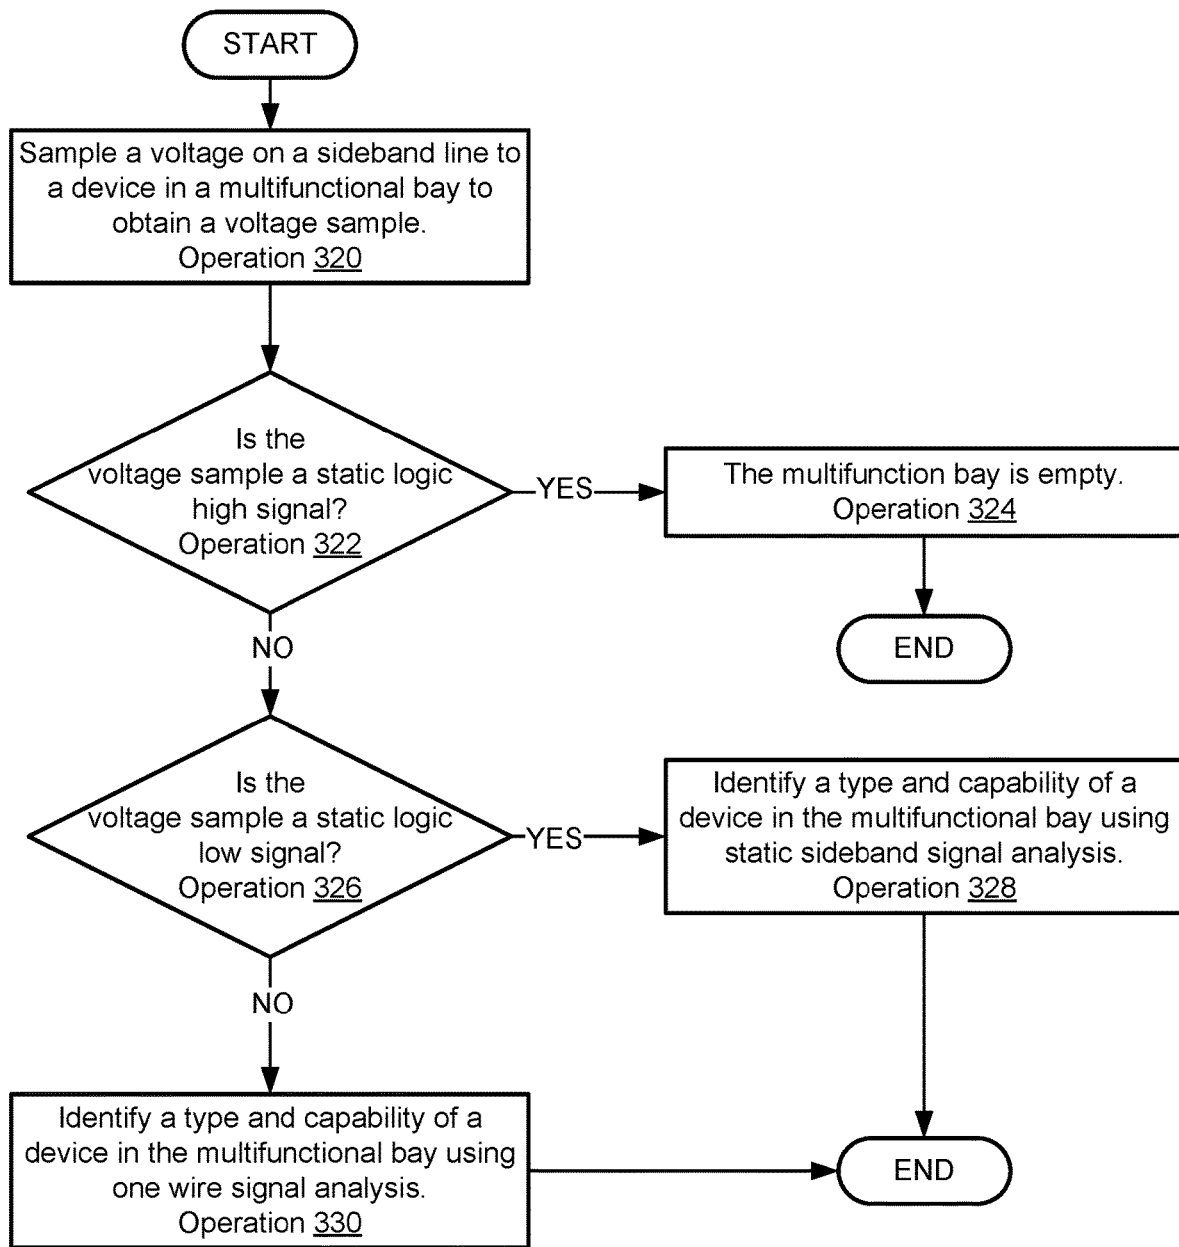 START
Sample a voltage on a sideband line to
a device in a multifunctional bay to
obtain a voltage sample.
Operation 320
Is the
voltage sample a static logic
high signal?
Operation 322
YES
The multifunction bay is empty.
Operation 324
END
NO
Is the
voltage sample a static logic
low signal?
Operation 326
YES
Identify a type and capability of a
device in the multifunctional bay using
static sideband signal analysis.
Operation 328
NO
Identify a type and capability of a
device in the multifunctional bay using
one wire signal analysis.
Operation 330
END